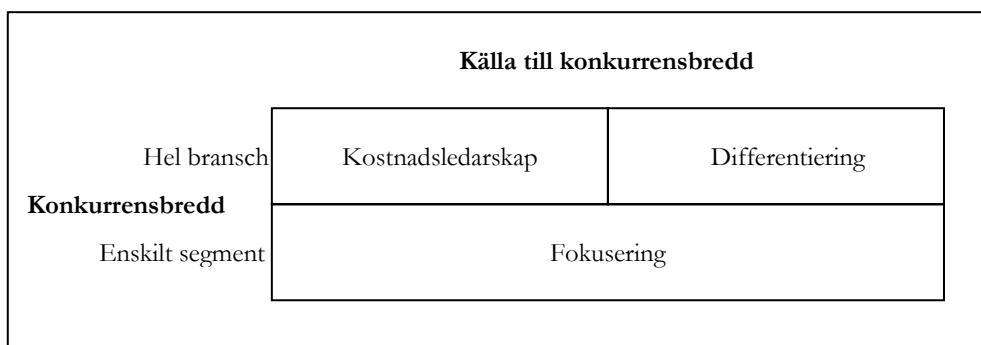 Källa till konkurrensbredd
Hel bransch
Kostnadsledarskap
Differentiering
Konkurrensbredd
Enskilt segment
Fokusering